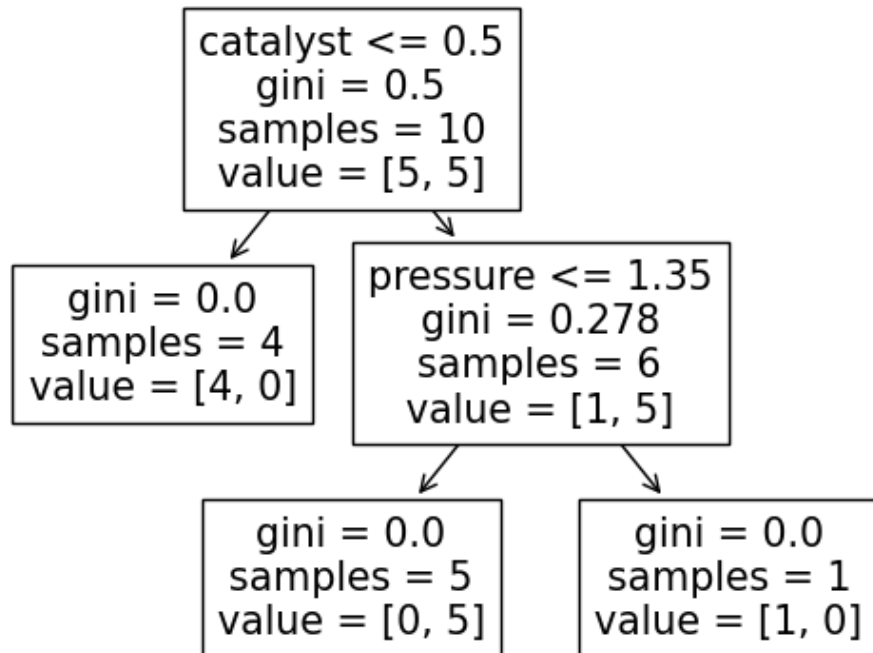 catalyst <= 0.5
gini = 0.5
samples = 10
value = [5, 5]
gini = 0.0
samples = 4
value = [4, 0]
pressure <= 1.35
gini = 0.278
samples = 6
value = [1, 5]
gini = 0.0
samples = 5
value = [0, 5]
gini = 0.0
samples = 1
value = [1, 0]